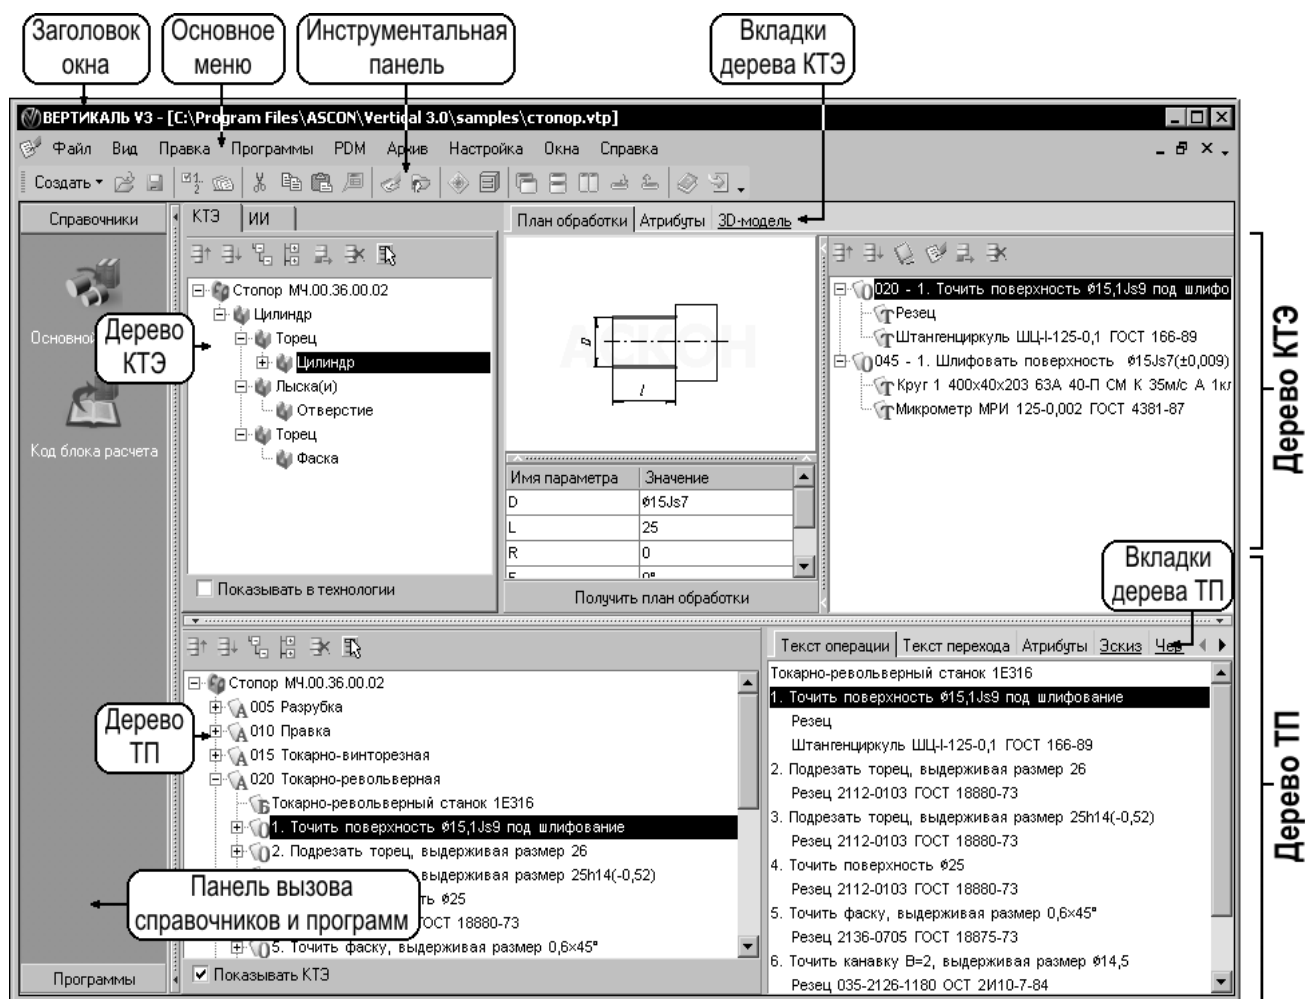 Заголовок
окна
Основное
меню
Инструментальная
панель
Вкладки
дерева КТЭ
ВЕРТИКАЛЬ V3 - [C:\Program Files\ASCON\Vertical 3.0\samples\стопор.vtp]
Файл Вид Правка Программы PDM Архив Настройка Окна Справка
Создать
Справочники
КТЭ ИИ
План обработки Атрибуты 3D-модель
Стопор МЧ.00.36.00.02
Цилиндр
Торец
Цилиндр
Лыска(и)
Отверстие
Торец
Фаска
Показывать в технологии
Основной
Дерево
КТЭ
Код блока расчета
АСКОН
D
l
Имя параметра Значение
D ø15Js7
L 25
R 0
Получить план обработки
020 - 1. Точить поверхность ø15,1Js9 под шлифо
Резец
Штангенциркуль ШЦ-I-125-0,1 ГОСТ 166-89
045 - 1. Шлифовать поверхность ø15Js7(±0,009)
Круг 1 400х40х203 63А 40-П СМ К 35м/с А 1кл
Микрометр МРИ 125-0,002 ГОСТ 4381-87
Дерево КТЭ
Вкладки
дерева ТП
Стопор МЧ.00.36.00.02
005 Разрубка
010 Правка
015 Токарно-винторезная
020 Токарно-револьверная
Токарно-револьверный станок 1Е316
1. Точить поверхность ø15,1Js9 под шлифование
2. Подрезать торец, выдерживая размер 26
выдерживая размер 25h14(-0,52)
ть ø25
ГОСТ 18880-73
5. Точить фаску, выдерживая размер 0,6×45°
Показывать КТЭ
Дерево
ТП
Панель вызова
справочников и программ
Программы
Текст операции Текст перехода Атрибуты Эскиз Чер
Токарно-револьверный станок 1Е316
1. Точить поверхность ø15,1Js9 под шлифование
Резец
Штангенциркуль ШЦ-I-125-0,1 ГОСТ 166-89
2. Подрезать торец, выдерживая размер 26
Резец 2112-0103 ГОСТ 18880-73
3. Подрезать торец, выдерживая размер 25h14(-0,52)
Резец 2112-0103 ГОСТ 18880-73
4. Точить поверхность ø25
Резец 2112-0103 ГОСТ 18880-73
5. Точить фаску, выдерживая размер 0,6×45°
Резец 2136-0705 ГОСТ 18875-73
6. Точить канавку В=2, выдерживая размер ø14,5
Резец 035-2126-1180 ОСТ 2И10-7-84
Дерево ТП